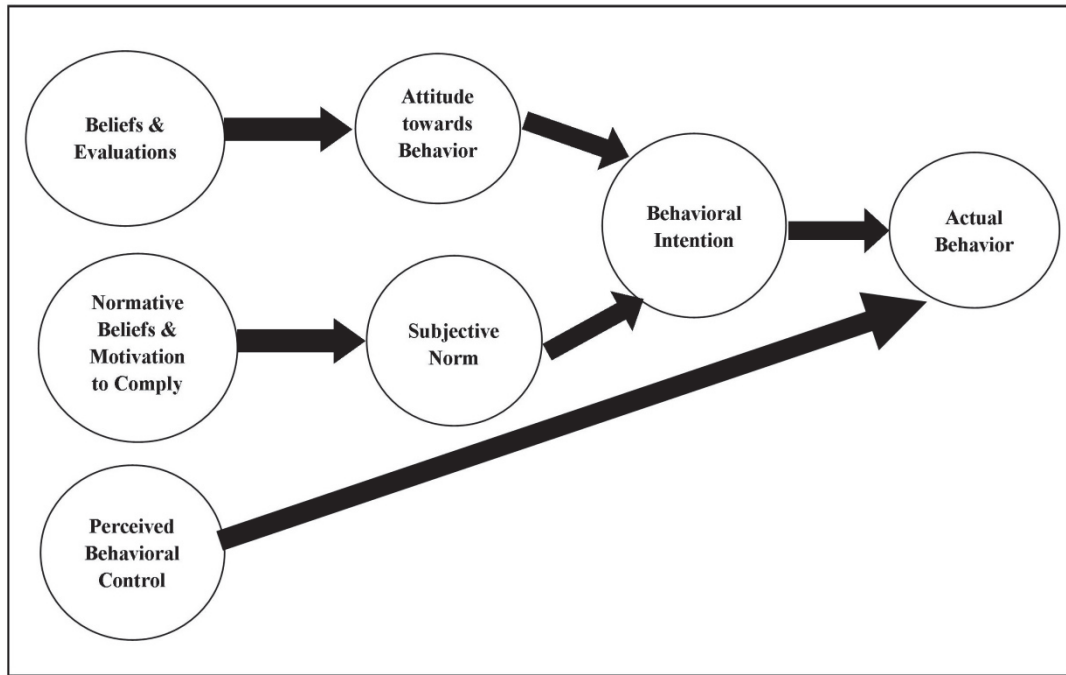 Beliefs &
Evaluations
Attitude
towards
Behavior
Behavioral
Intention
Actual
Behavior
Normative
Beliefs &
Motivation
to Comply
Subjective
Norm
Perceived
Behavioral
Control